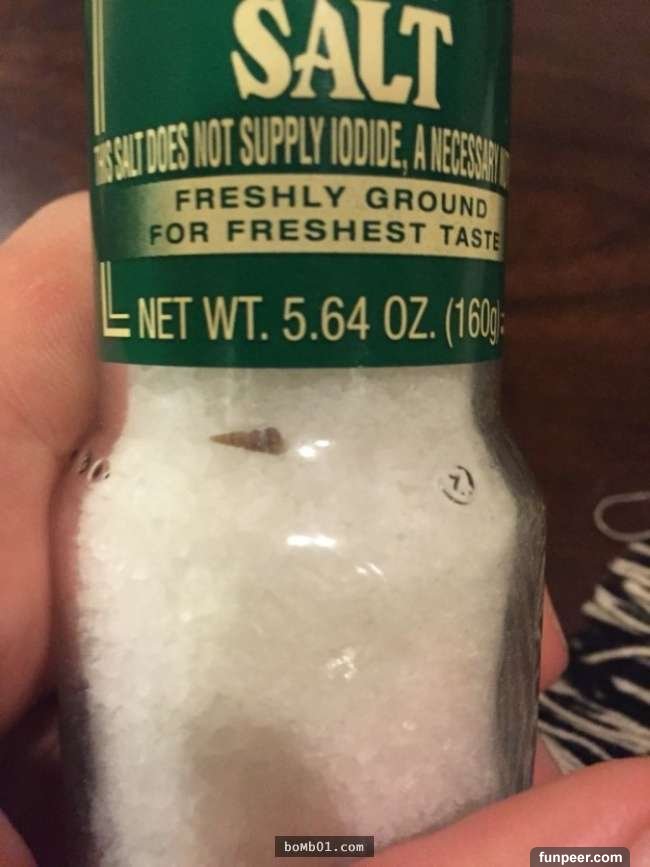 SALT
THIS SALT DOES NOT SUPPLY IODIDE, A NECESSARY
FRESHLY GROUND
FOR FRESHEST TASTE
NET WT. 5.64 OZ. (160g)
boMb01.com
funpeer.com